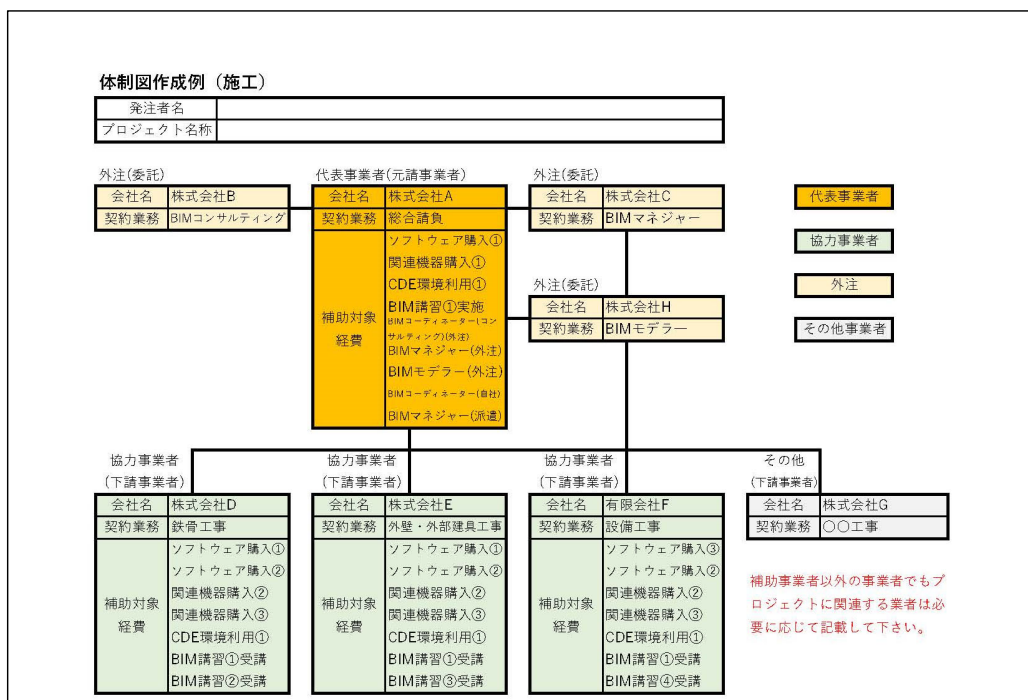 体制図作成例（施工）
発注者名
プロジェクト名称
外注(委託)
会社名 株式会社B
契約業務 BIMコンサルティング
代表事業者(元請事業者)
会社名 株式会社A
契約業務 総合請負
補助対象
経費
ソフトウェア購入①
関連機器購入①
CDE環境利用①
BIM講習①実施
BIMコーディネーター(コン
サルティング)(外注)
BIMマネジャー(外注)
BIMモデラー(外注)
BIMコーディネーター(自社)
BIMマネジャー(派遣)
外注(委託)
会社名 株式会社C
契約業務 BIMマネジャー
外注(委託)
会社名 株式会社H
契約業務 BIMモデラー
代表事業者
協力事業者
外注
その他事業者
協力事業者
(下請事業者)
会社名 株式会社D
契約業務 鉄骨工事
補助対象
経費
ソフトウェア購入①
ソフトウェア購入②
関連機器購入②
関連機器購入③
CDE環境利用①
BIM講習①受講
BIM講習②受講
協力事業者
(下請事業者)
会社名 株式会社E
契約業務 外壁・外部建具工事
補助対象
経費
ソフトウェア購入①
ソフトウェア購入②
関連機器購入②
関連機器購入③
CDE環境利用①
BIM講習①受講
BIM講習③受講
協力事業者
(下請事業者)
会社名 有限会社F
契約業務 設備工事
補助対象
経費
ソフトウェア購入③
ソフトウェア購入②
関連機器購入②
関連機器購入③
CDE環境利用①
BIM講習①受講
BIM講習④受講
その他
(下請事業者)
会社名 株式会社G
契約業務 〇〇工事
補助事業者以外の事業者でもプ
ロジェクトに関連する業者は必
要に応じて記載して下さい。